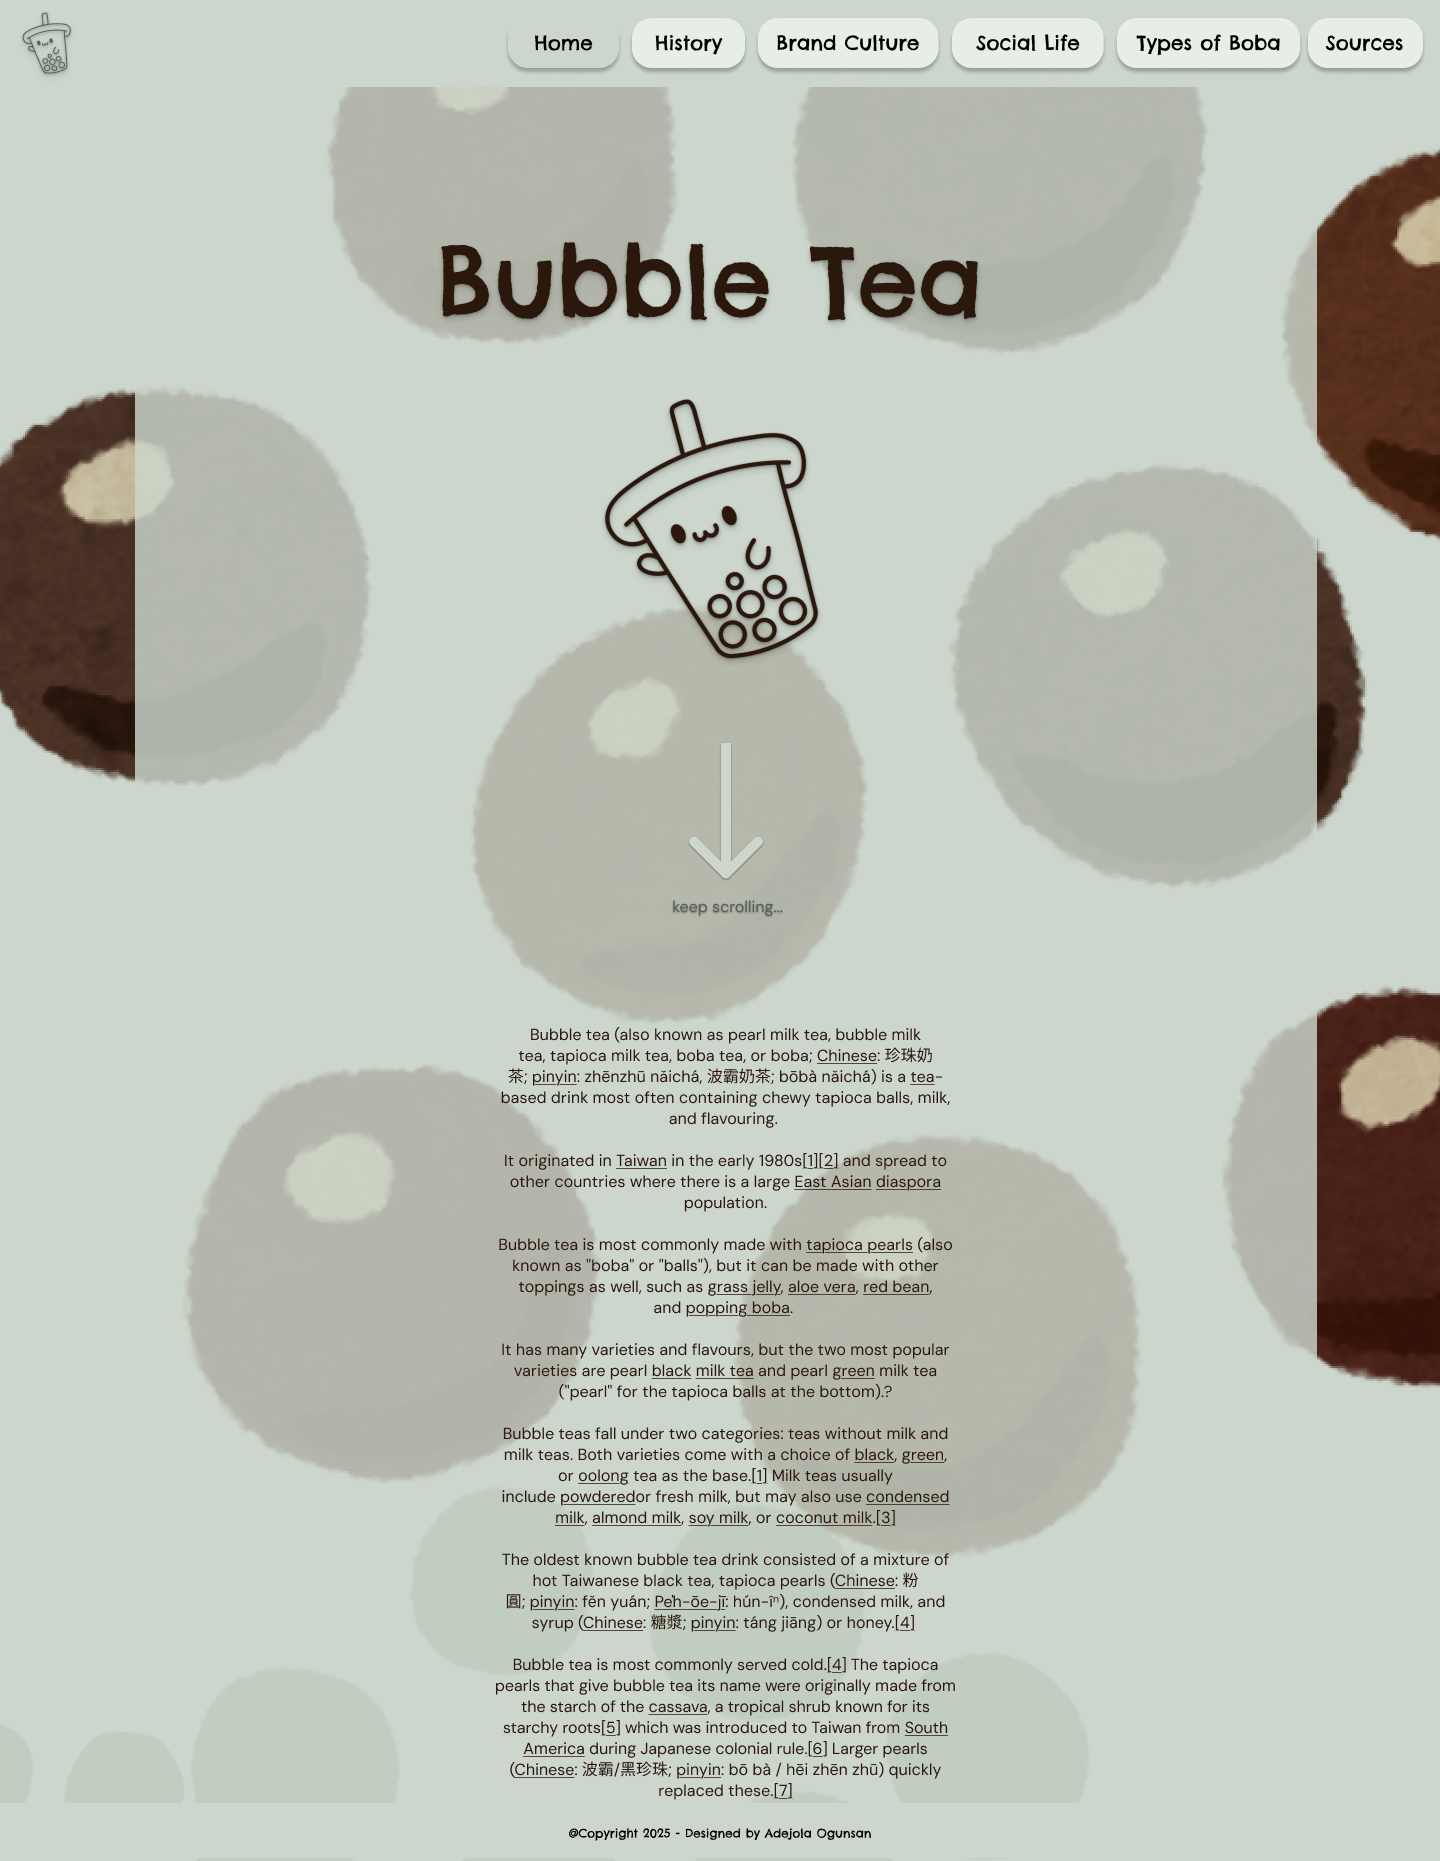 Home
History
Brand Culture
Social Life
Types of Boba
Sources
Bubble Tea
keep scrolling...
Bubble tea (also known as pearl milk tea, bubble milk
tea, tapioca milk tea, boba tea, or boba; Chinese: 珍珠奶
茶; pinyin: zhēnzhū nǎichá, 波霸奶茶; bōbà nǎichá) is a tea-
based drink most often containing chewy tapioca balls, milk,
and flavouring.
It originated in Taiwan in the early 1980s[1][2] and spread to
other countries where there is a large East Asian diaspora
population.
Bubble tea is most commonly made with tapioca pearls (also
known as "boba" or "balls"), but it can be made with other
toppings as well, such as grass jelly, aloe vera, red bean,
and popping boba.
It has many varieties and flavours, but the two most popular
varieties are pearl black milk tea and pearl green milk tea
("pearl" for the tapioca balls at the bottom).?
Bubble teas fall under two categories: teas without milk and
milk teas. Both varieties come with a choice of black, green,
or oolong tea as the base.[1] Milk teas usually
include powderedor fresh milk, but may also use condensed
milk, almond milk, soy milk, or coconut milk.[3]
The oldest known bubble tea drink consisted of a mixture of
hot Taiwanese black tea, tapioca pearls (Chinese: 粉
圓; pinyin: fěn yuán; Pe̍h-ōe-jī: hún-îⁿ), condensed milk, and
syrup (Chinese: 糖漿; pinyin: táng jiāng) or honey.[4]
Bubble tea is most commonly served cold.[4] The tapioca
pearls that give bubble tea its name were originally made from
the starch of the cassava, a tropical shrub known for its
starchy roots[5] which was introduced to Taiwan from South
America during Japanese colonial rule.[6] Larger pearls
(Chinese: 波霸/黑珍珠; pinyin: bō bà / hēi zhēn zhū) quickly
replaced these.[7]
@Copyright 2025 - Designed by Adejola Ogunsan